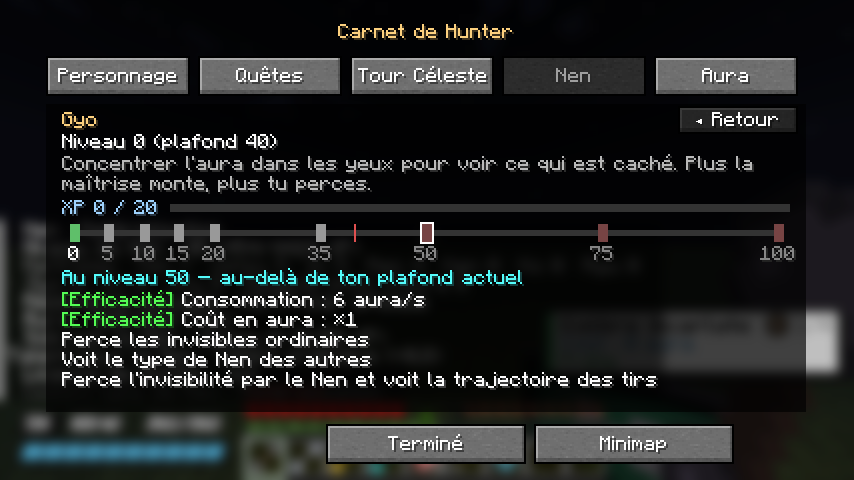 Carnet de Hunter
Personnage
Quêtes
Tour Céleste
Nen
Aura
Gyo
◂ Retour
Niveau 0 (plafond 40)
Concentrer l'aura dans les yeux pour voir ce qui est caché. Plus la
maîtrise monte, plus tu perces.
XP 0 / 20
0 5 10 15 20 35 50 75 100
Au niveau 50 — au-delà de ton plafond actuel
[Efficacité] Consommation : 6 aura/s
[Efficacité] Coût en aura : ×1
Perce les invisibles ordinaires
Voit le type de Nen des autres
Perce l'invisibilité par le Nen et voit la trajectoire des tirs
Terminé
Minimap